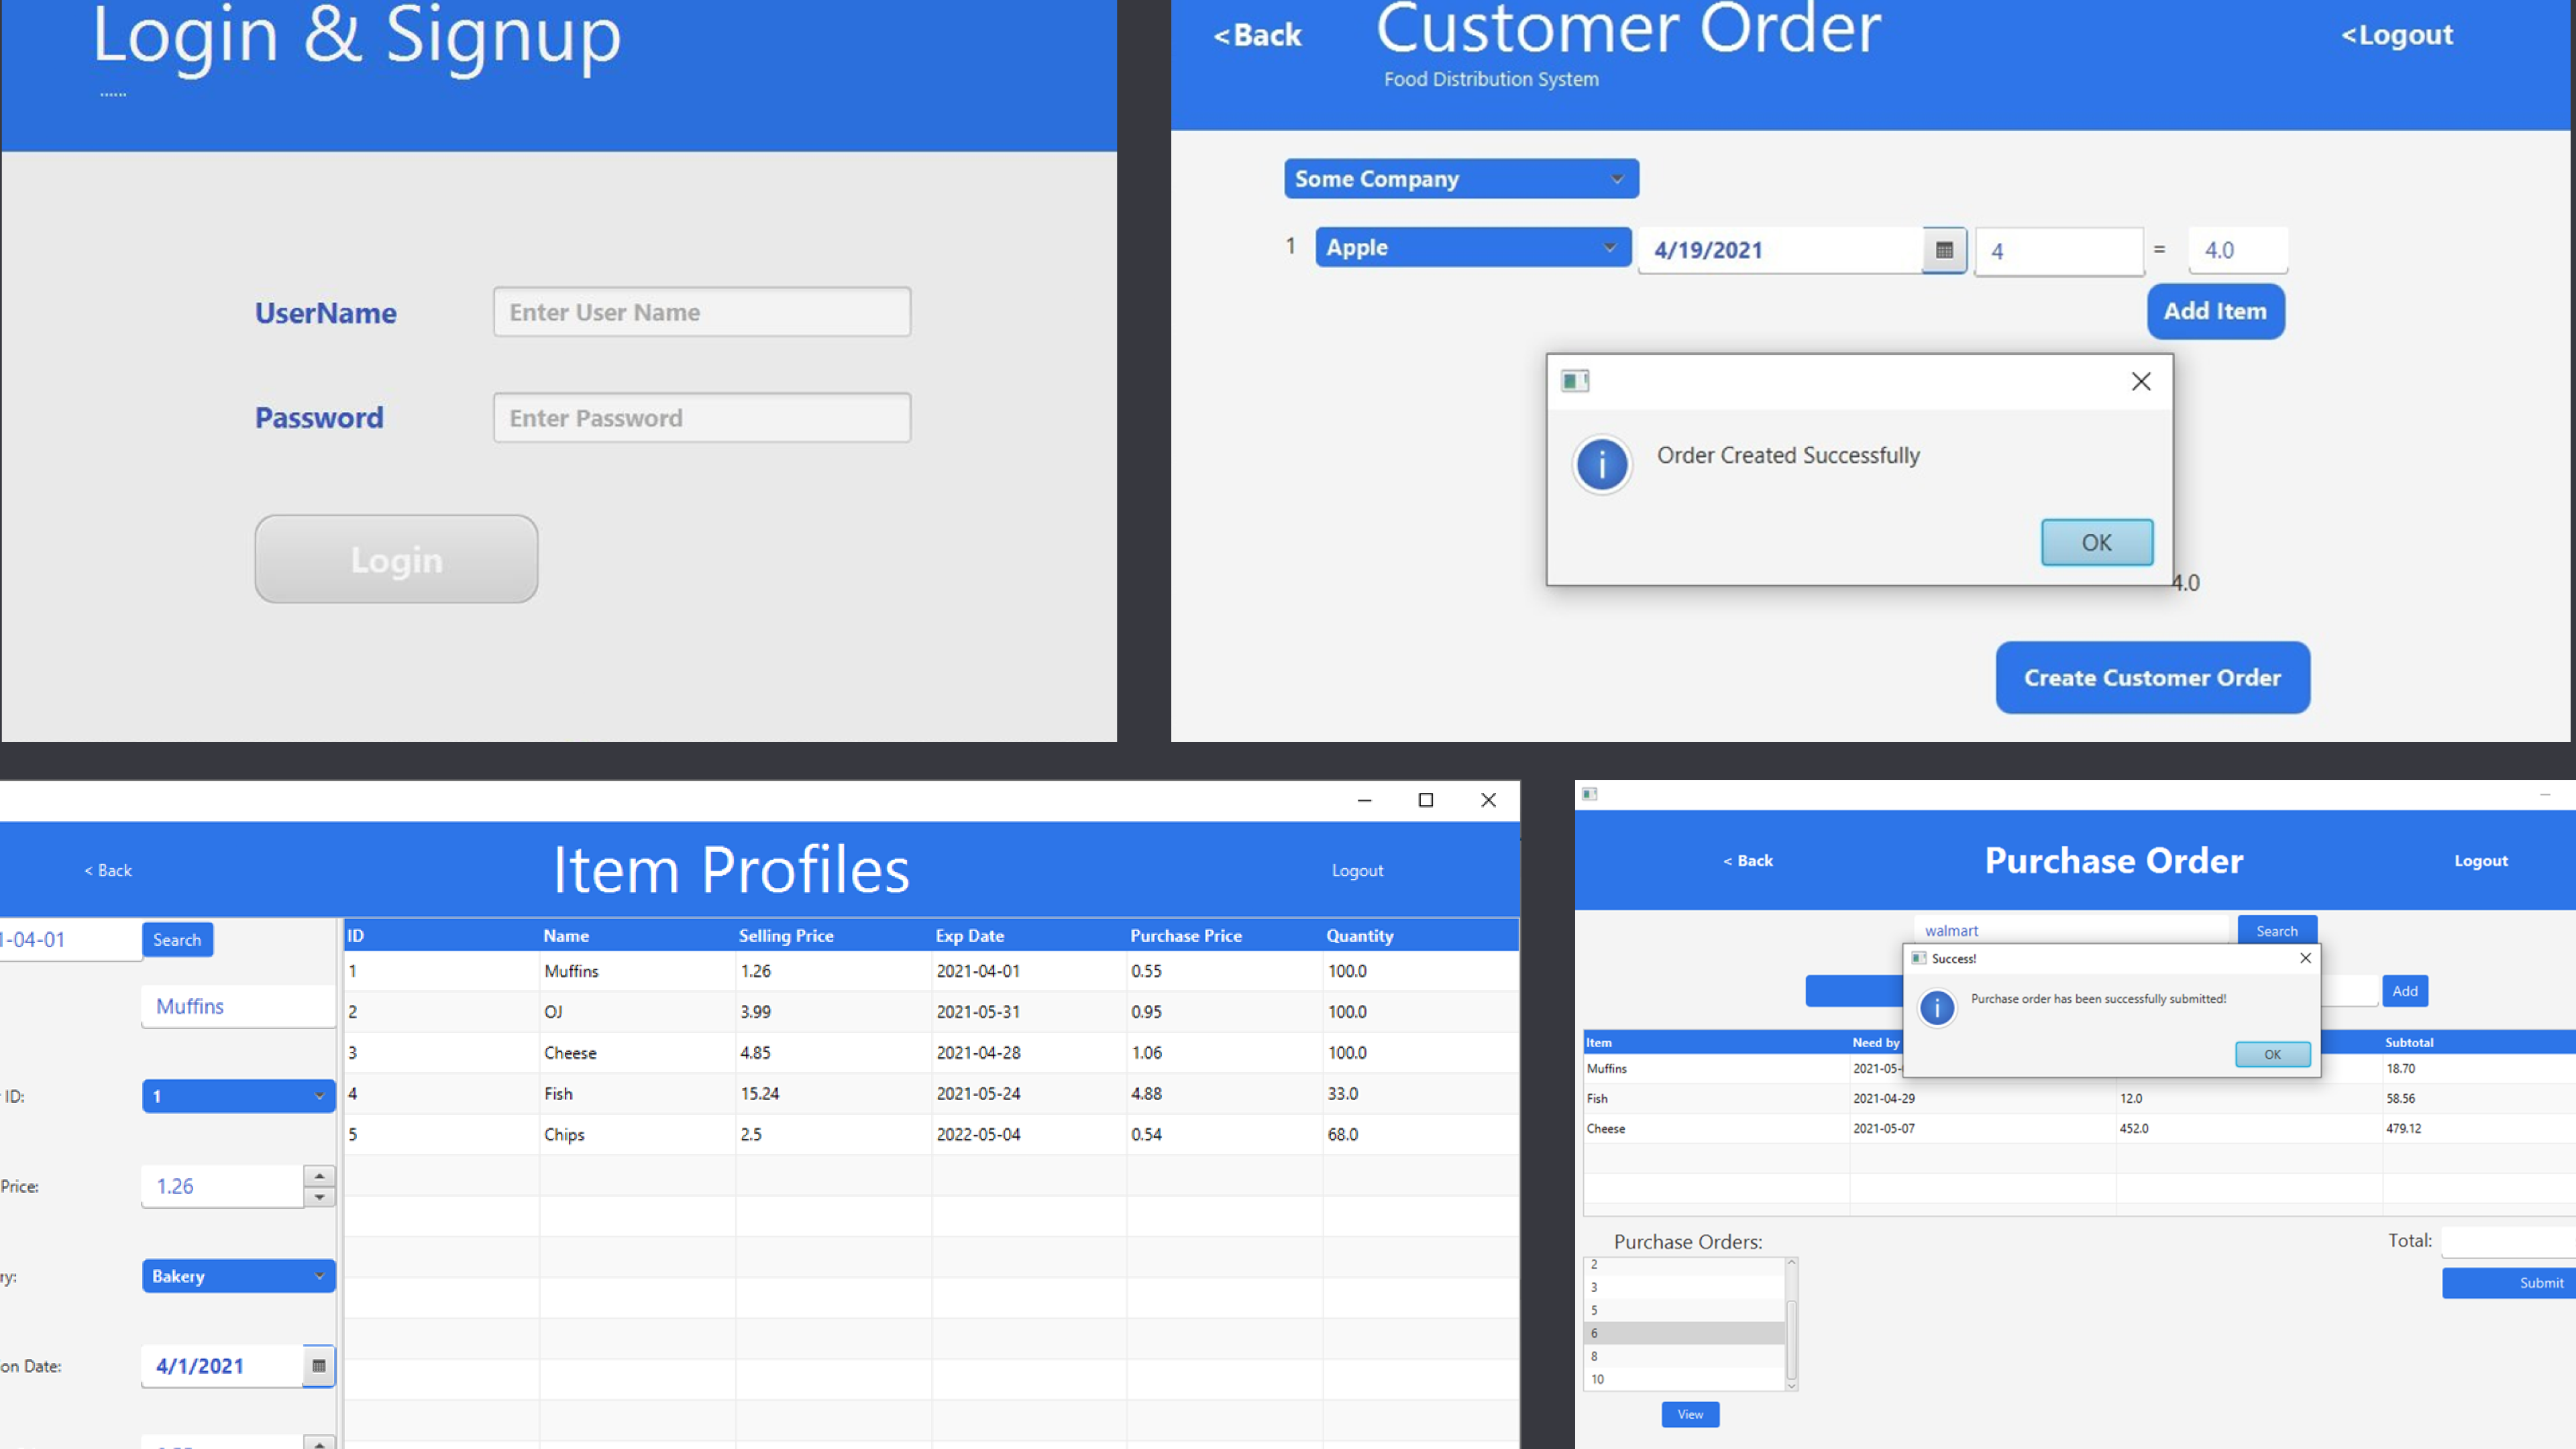 Login & Signup
......
UserName
Enter User Name
Password
Enter Password
Login
<Back
Customer Order
<Logout
Food Distribution System
Some Company
1 Apple 4/19/2021 4 = 4.0
Add Item
Order Created Successfully
OK
4.0
Create Customer Order
< Back
Item Profiles
Logout
1-04-01 Search
Muffins
ID: 1
Price: 1.26
ry: Bakery
on Date: 4/1/2021
ID Name Selling Price Exp Date Purchase Price Quantity
1 Muffins 1.26 2021-04-01 0.55 100.0
2 OJ 3.99 2021-05-31 0.95 100.0
3 Cheese 4.85 2021-04-28 1.06 100.0
4 Fish 15.24 2021-05-24 4.88 33.0
5 Chips 2.5 2022-05-04 0.54 68.0
< Back
Purchase Order
Logout
walmart Search
Success!
Purchase order has been successfully submitted!
OK
Add
Item Need by Subtotal
Muffins 2021-05- 18.70
Fish 2021-04-29 12.0 58.56
Cheese 2021-05-07 452.0 479.12
Purchase Orders:
2
3
5
6
8
10
View
Total:
Submit